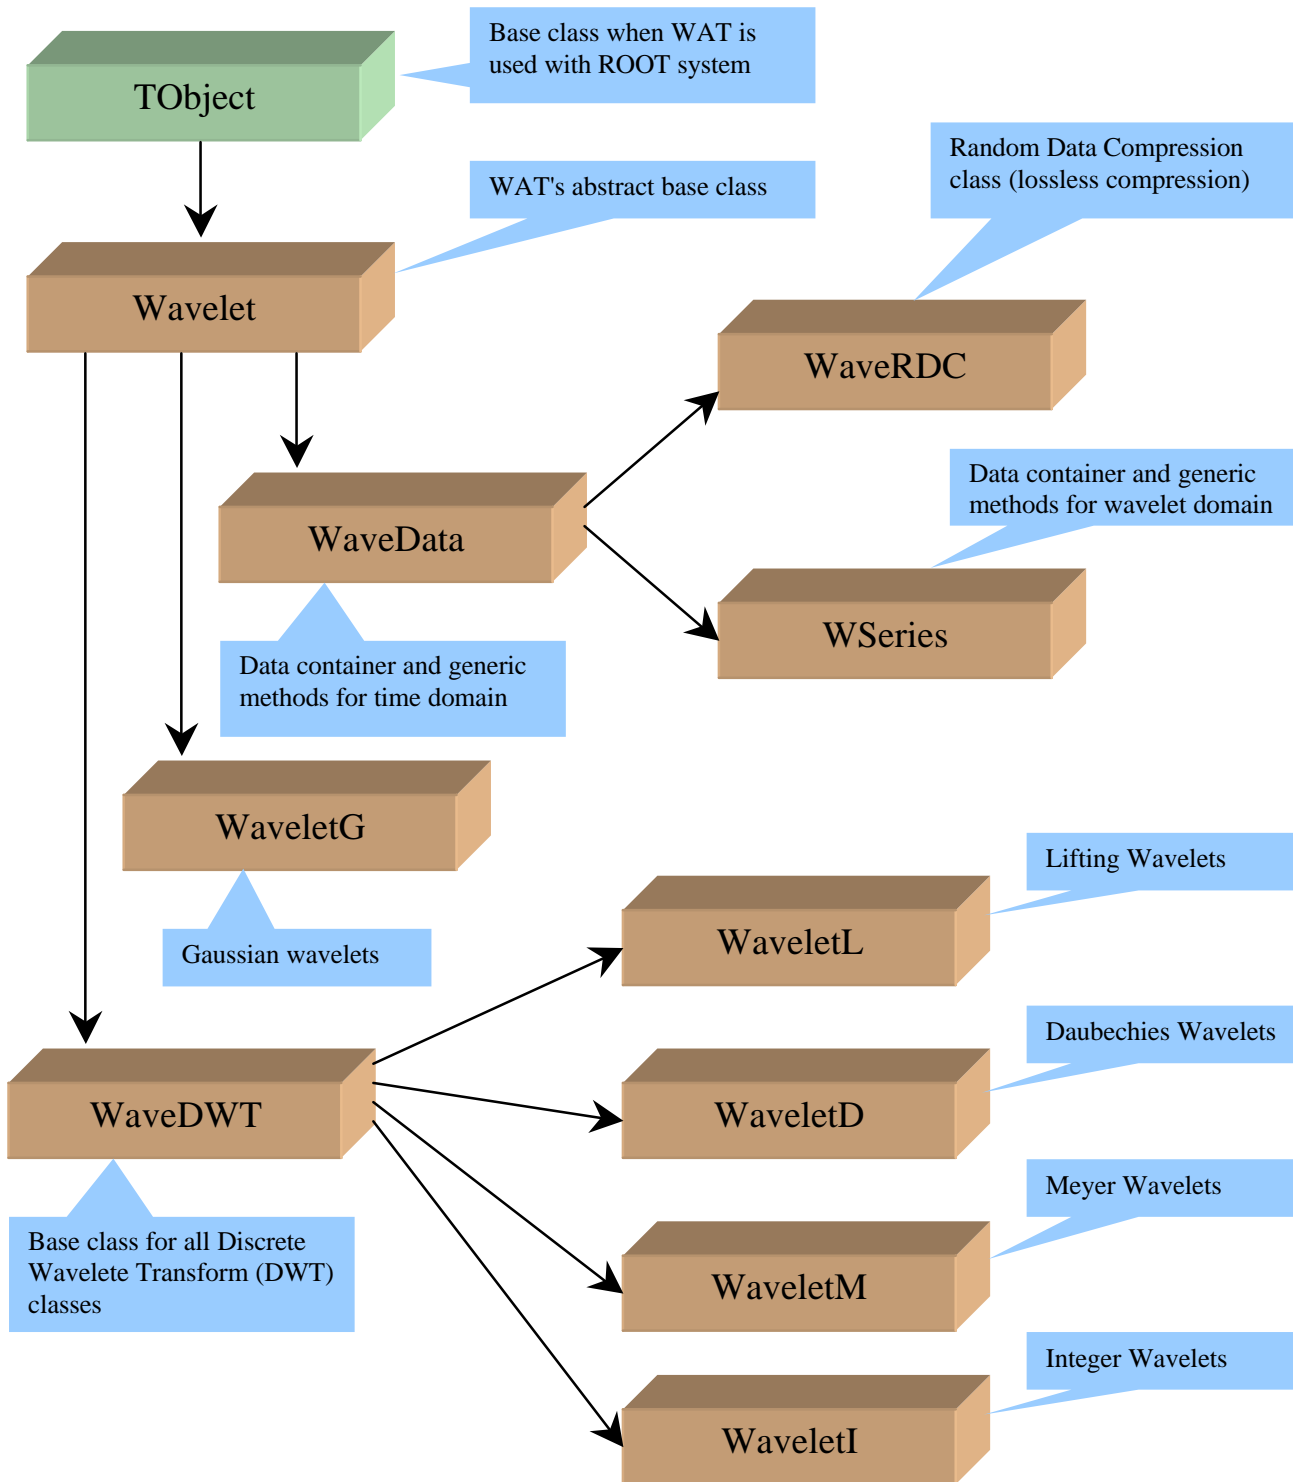 Base class when WAT is
used with ROOT system
TObject
Random Data Compression
class (lossless compression)
WAT's abstract base class
Wavelet
WaveRDC
Data container and generic
methods for wavelet domain
WaveData
WSeries
Data container and generic
methods for time domain
WaveletG
Lifting Wavelets
WaveletL
Gaussian wavelets
Daubechies Wavelets
WaveDWT
WaveletD
Meyer Wavelets
Base class for all Discrete
Wavelete Transform (DWT)
classes
WaveletM
Integer Wavelets
WaveletI